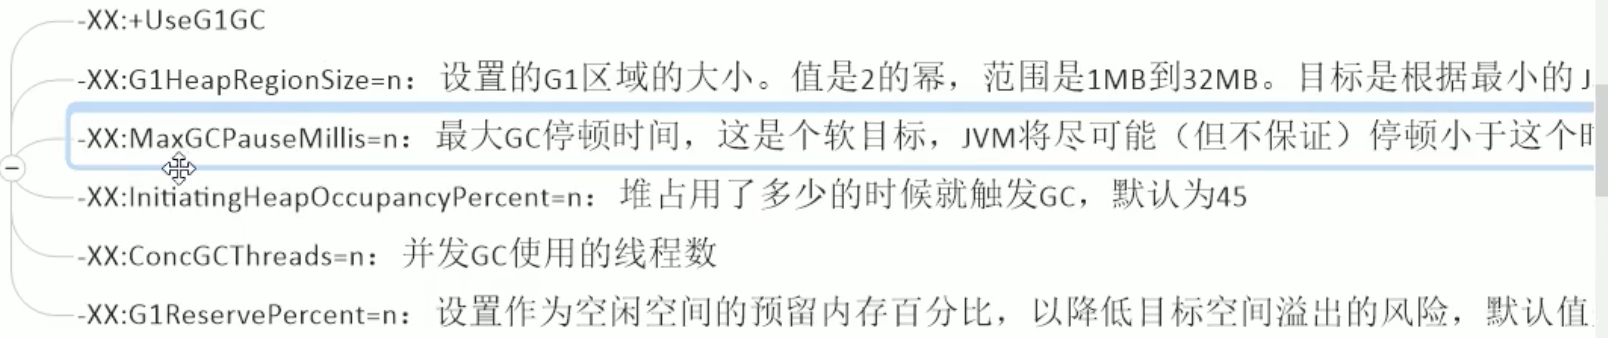 -XX:+UseG1GC
-XX:G1HeapRegionSize=n：设置的G1区域的大小。值是2的幂，范围是1MB到32MB。目标是根据最小的 J
-XX:MaxGCPauseMillis=n：最大GC停顿时间，这是个软目标，JVM将尽可能（但不保证）停顿小于这个
-XX:InitiatingHeapOccupancyPercent=n：堆占用了多少的时候就触发GC，默认为45
-XX:ConcGCThreads=n：并发GC使用的线程数
-XX:G1ReservePercent=n：设置作为空闲空间的预留内存百分比，以降低目标空间溢出的风险，默认值